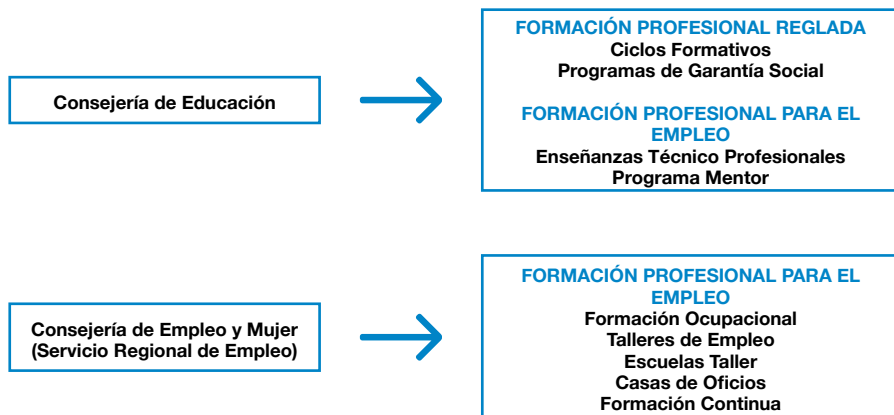 Consejería de Educación
FORMACIÓN PROFESIONAL REGLADA
Ciclos Formativos
Programas de Garantía Social
FORMACIÓN PROFESIONAL PARA EL
EMPLEO
Enseñanzas Técnico Profesionales
Programa Mentor
Consejería de Empleo y Mujer
(Servicio Regional de Empleo)
FORMACIÓN PROFESIONAL PARA EL
EMPLEO
Formación Ocupacional
Talleres de Empleo
Escuelas Taller
Casas de Oficios
Formación Continua